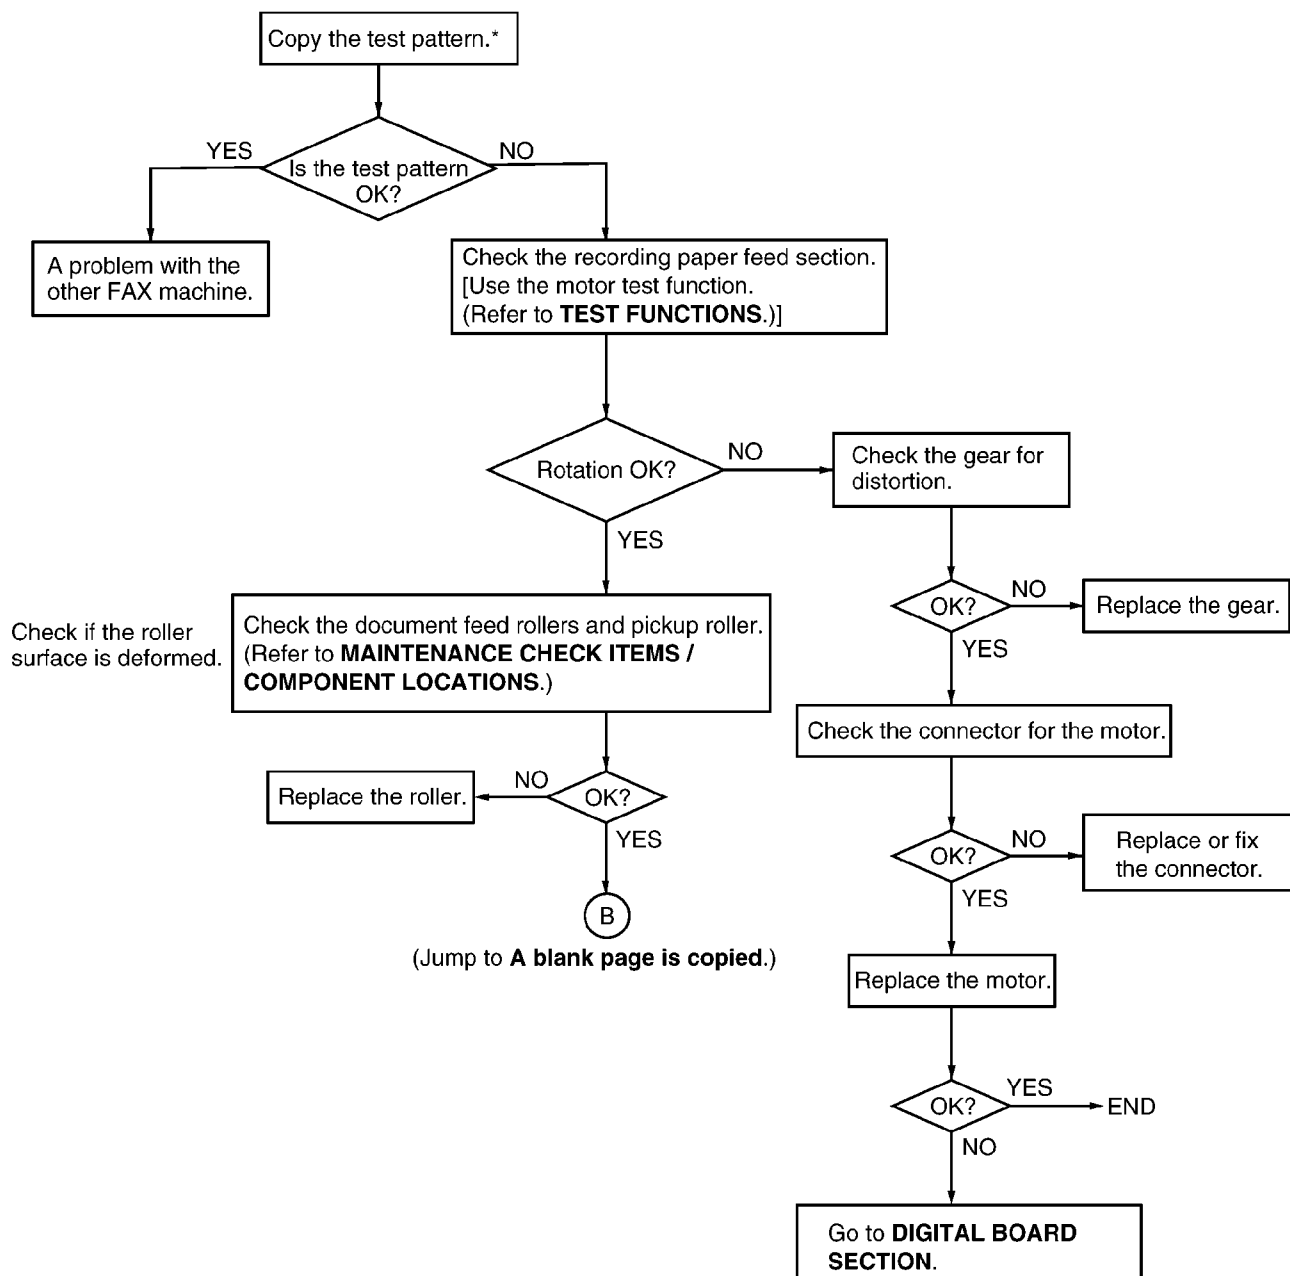 Copy the test pattern.*
YES
NO
Is the test pattern
OK?
A problem with the
other FAX machine.
Check the recording paper feed section.
[Use the motor test function.
(Refer to TEST FUNCTIONS.)]
Rotation OK?
NO
Check the gear for
distortion.
YES
OK?
NO
Replace the gear.
YES
Check if the roller
surface is deformed.
Check the document feed rollers and pickup roller.
(Refer to MAINTENANCE CHECK ITEMS /
COMPONENT LOCATIONS.)
Check the connector for the motor.
Replace the roller.
NO
OK?
YES
OK?
NO
Replace or fix
the connector.
YES
B
(Jump to A blank page is copied.)
Replace the motor.
OK?
YES
END
NO
Go to DIGITAL BOARD
SECTION.